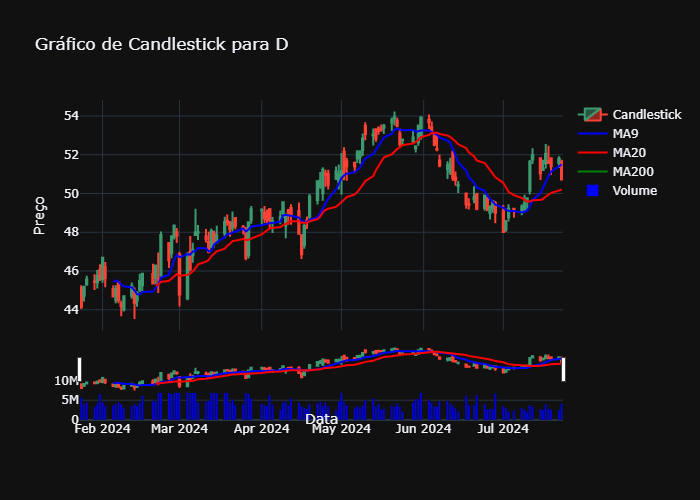 Gráfico de Candlestick para D
Candlestick
MA9
MA20
MA200
Volume
Preço
54
52
50
48
46
44
10M
5M
0
Feb 2024
Mar 2024
Apr 2024
May 2024
Jun 2024
Jul 2024
Data